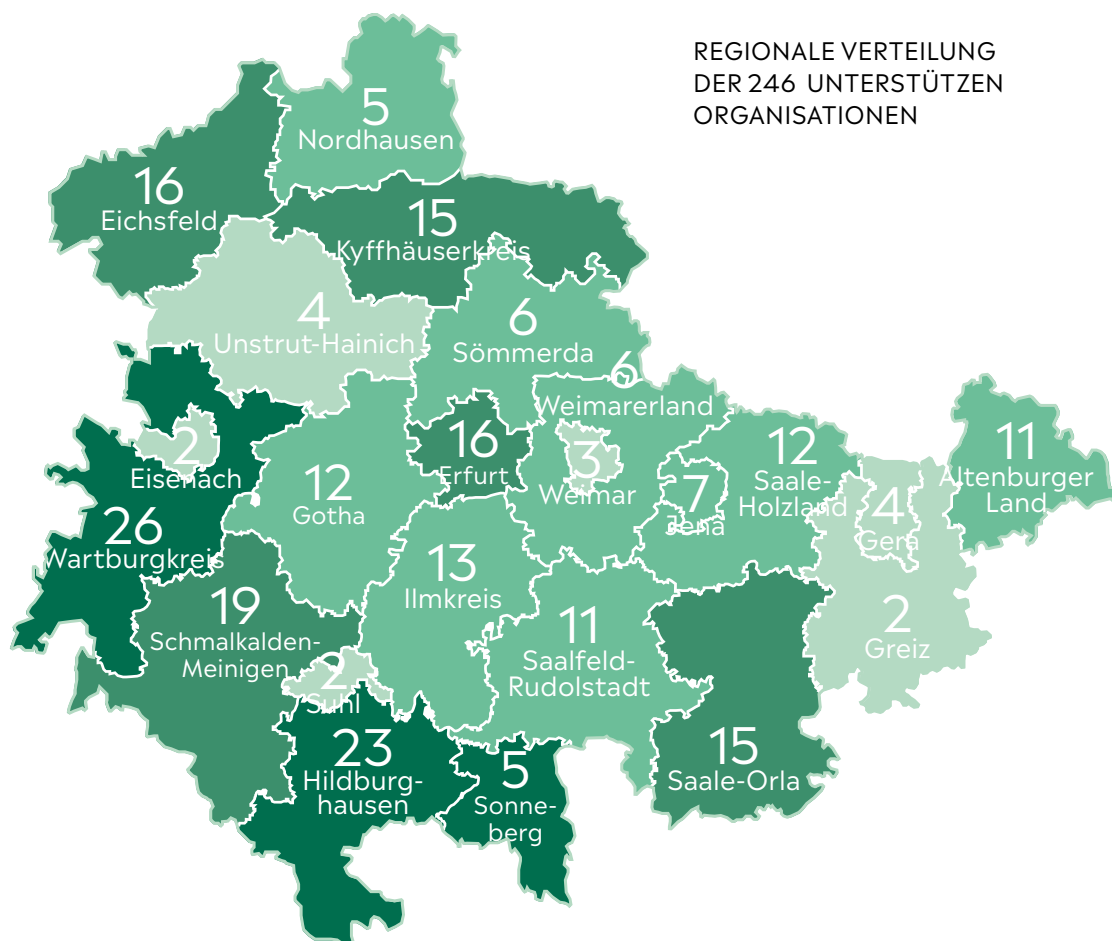 REGIONALE VERTEILUNG
DER 246 UNTERSTÜTZEN
ORGANISATIONEN
5
Nordhausen
16
Eichsfeld
15
Kyffhäuserkreis
4
Unstrut-Hainich
6
Sömmerda
6
Weimarerland
2
Eisenach
16
Erfurt
3
Weimar
12
Saale-
Holzland
11
Altenburger
Land
12
Gotha
7
Jena
4
Gera
26
Wartburgkreis
13
Ilmkreis
19
Schmalkalden-
Meinigen
11
Saalfeld-
Rudolstadt
2
Greiz
2
Suhl
23
Hildburg-
hausen
5
Sonne-
berg
15
Saale-Orla